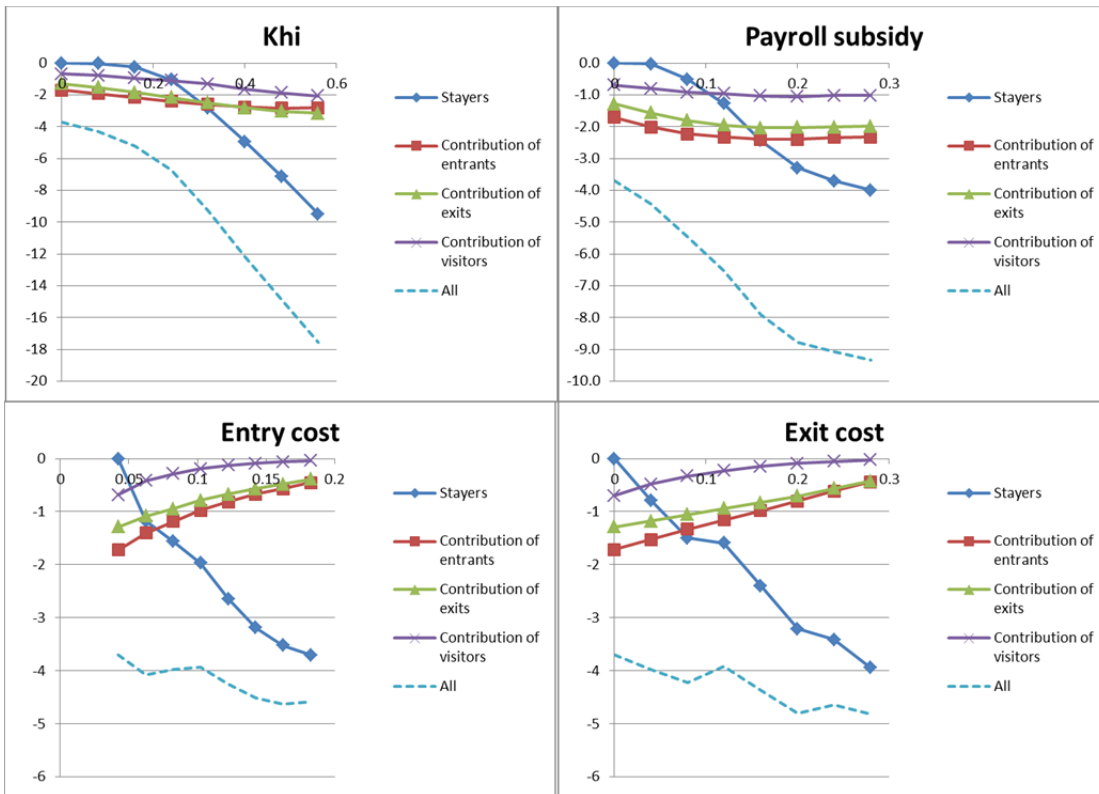 Khi
0
-2
-4
-6
-8
-10
-12
-14
-16
-18
-20
0
0.2
0.4
0.6
Stayers
Contribution of
entrants
Contribution of
exits
Contribution of
visitors
All
Payroll subsidy
0.0
-1.0
-2.0
-3.0
-4.0
-5.0
-6.0
-7.0
-8.0
-9.0
-10.0
0
0.1
0.2
0.3
Stayers
Contribution of
entrants
Contribution of
exits
Contribution of
visitors
All
Entry cost
0
-1
-2
-3
-4
-5
-6
0
0.05
0.1
0.15
0.2
Stayers
Contribution of
entrants
Contribution of
exits
Contribution of
visitors
All
Exit cost
0
-1
-2
-3
-4
-5
-6
0
0.1
0.2
0.3
Stayers
Contribution of
entrants
Contribution of
exits
Contribution of
visitors
All